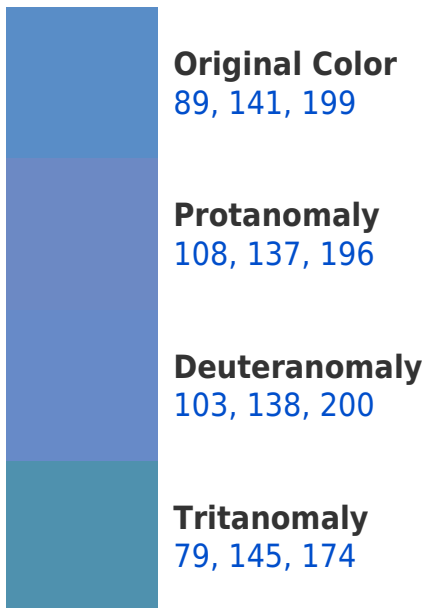 Original Color
89, 141, 199
Protanomaly
108, 137, 196
Deuteranomaly
103, 138, 200
Tritanomaly
79, 145, 174